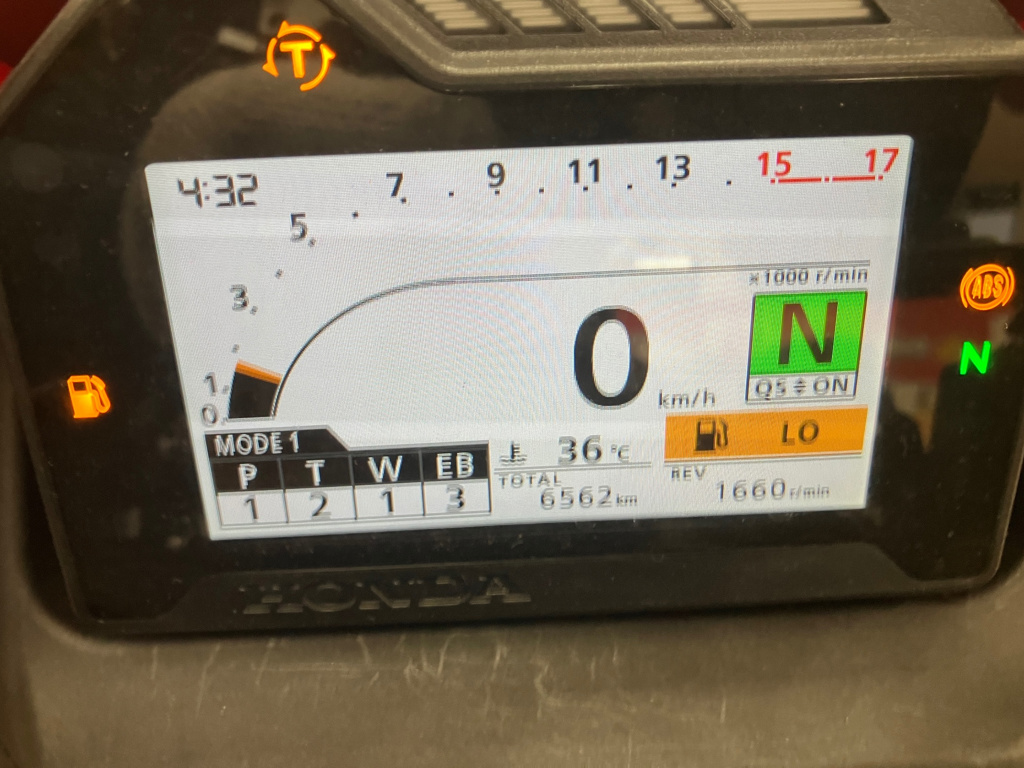 T
4:32 7. 9 11 13 15 17
5
3
×1000 r/min
ABS
N
0 km/h
N
QS ON
1
0
MODE 1
LO
P T W EB
1 2 1 3
36 °C
TOTAL
6562 km
REV
1660 r/min
HONDA